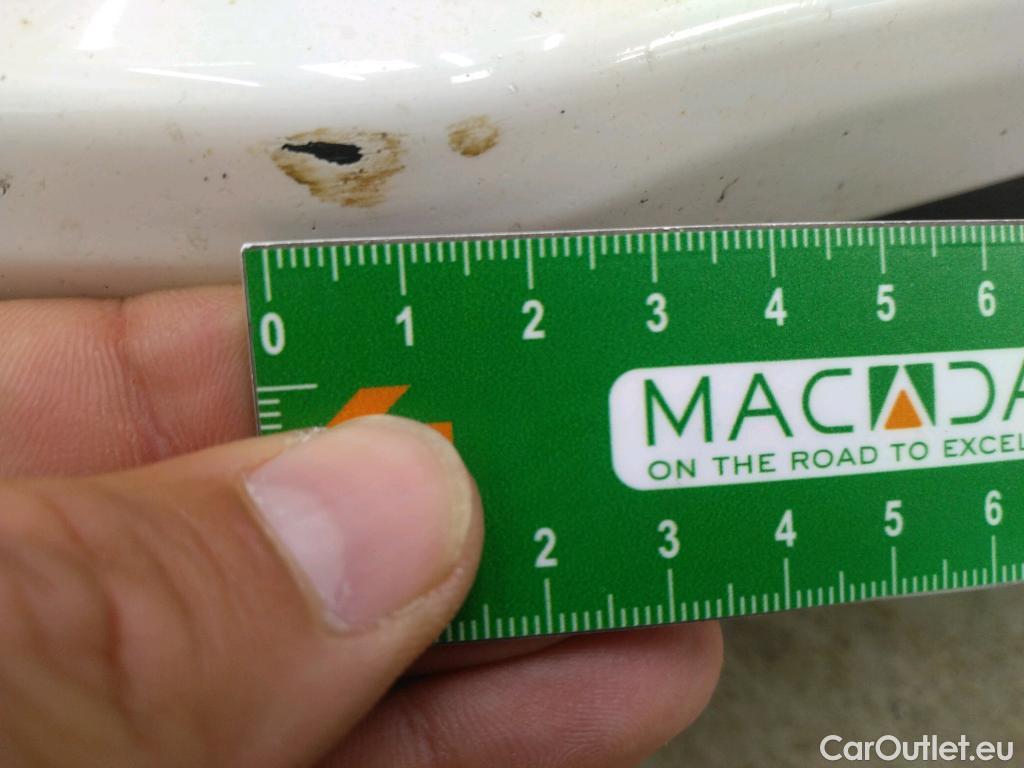 0 1 2 3 4 5 6
MACADA
ON THE ROAD TO EXCEL
2 3 4 5 6
CarOutlet.eu